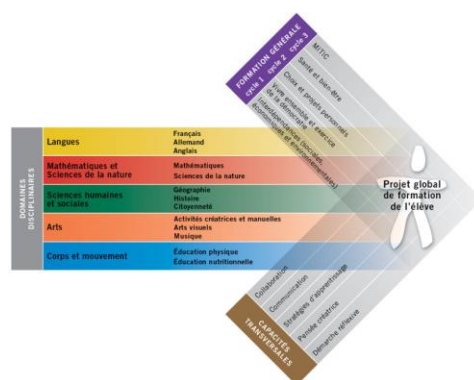 FORMATION GÉNÉRALE
cycle 1 cycle 2 cycle 3
MITIC
Santé et bien-être
Choix et projets personnels
Vivre ensemble et exercice
de la démocratie
Interdépendances (sociales,
économiques et environnementales)
DOMAINES
DISCIPLINAIRES
Langues
Français
Allemand
Anglais
Mathématiques et
Sciences de la nature
Mathématiques
Sciences de la nature
Sciences humaines
et sociales
Géographie
Histoire
Citoyenneté
Arts
Activités créatrices et manuelles
Arts visuels
Musique
Corps et mouvement
Éducation physique
Éducation nutritionnelle
Projet global
de formation
de l'élève
Collaboration
Communication
Stratégies d'apprentissage
Pensée créatrice
Démarche réflexive
CAPACITÉS
TRANSVERSALES